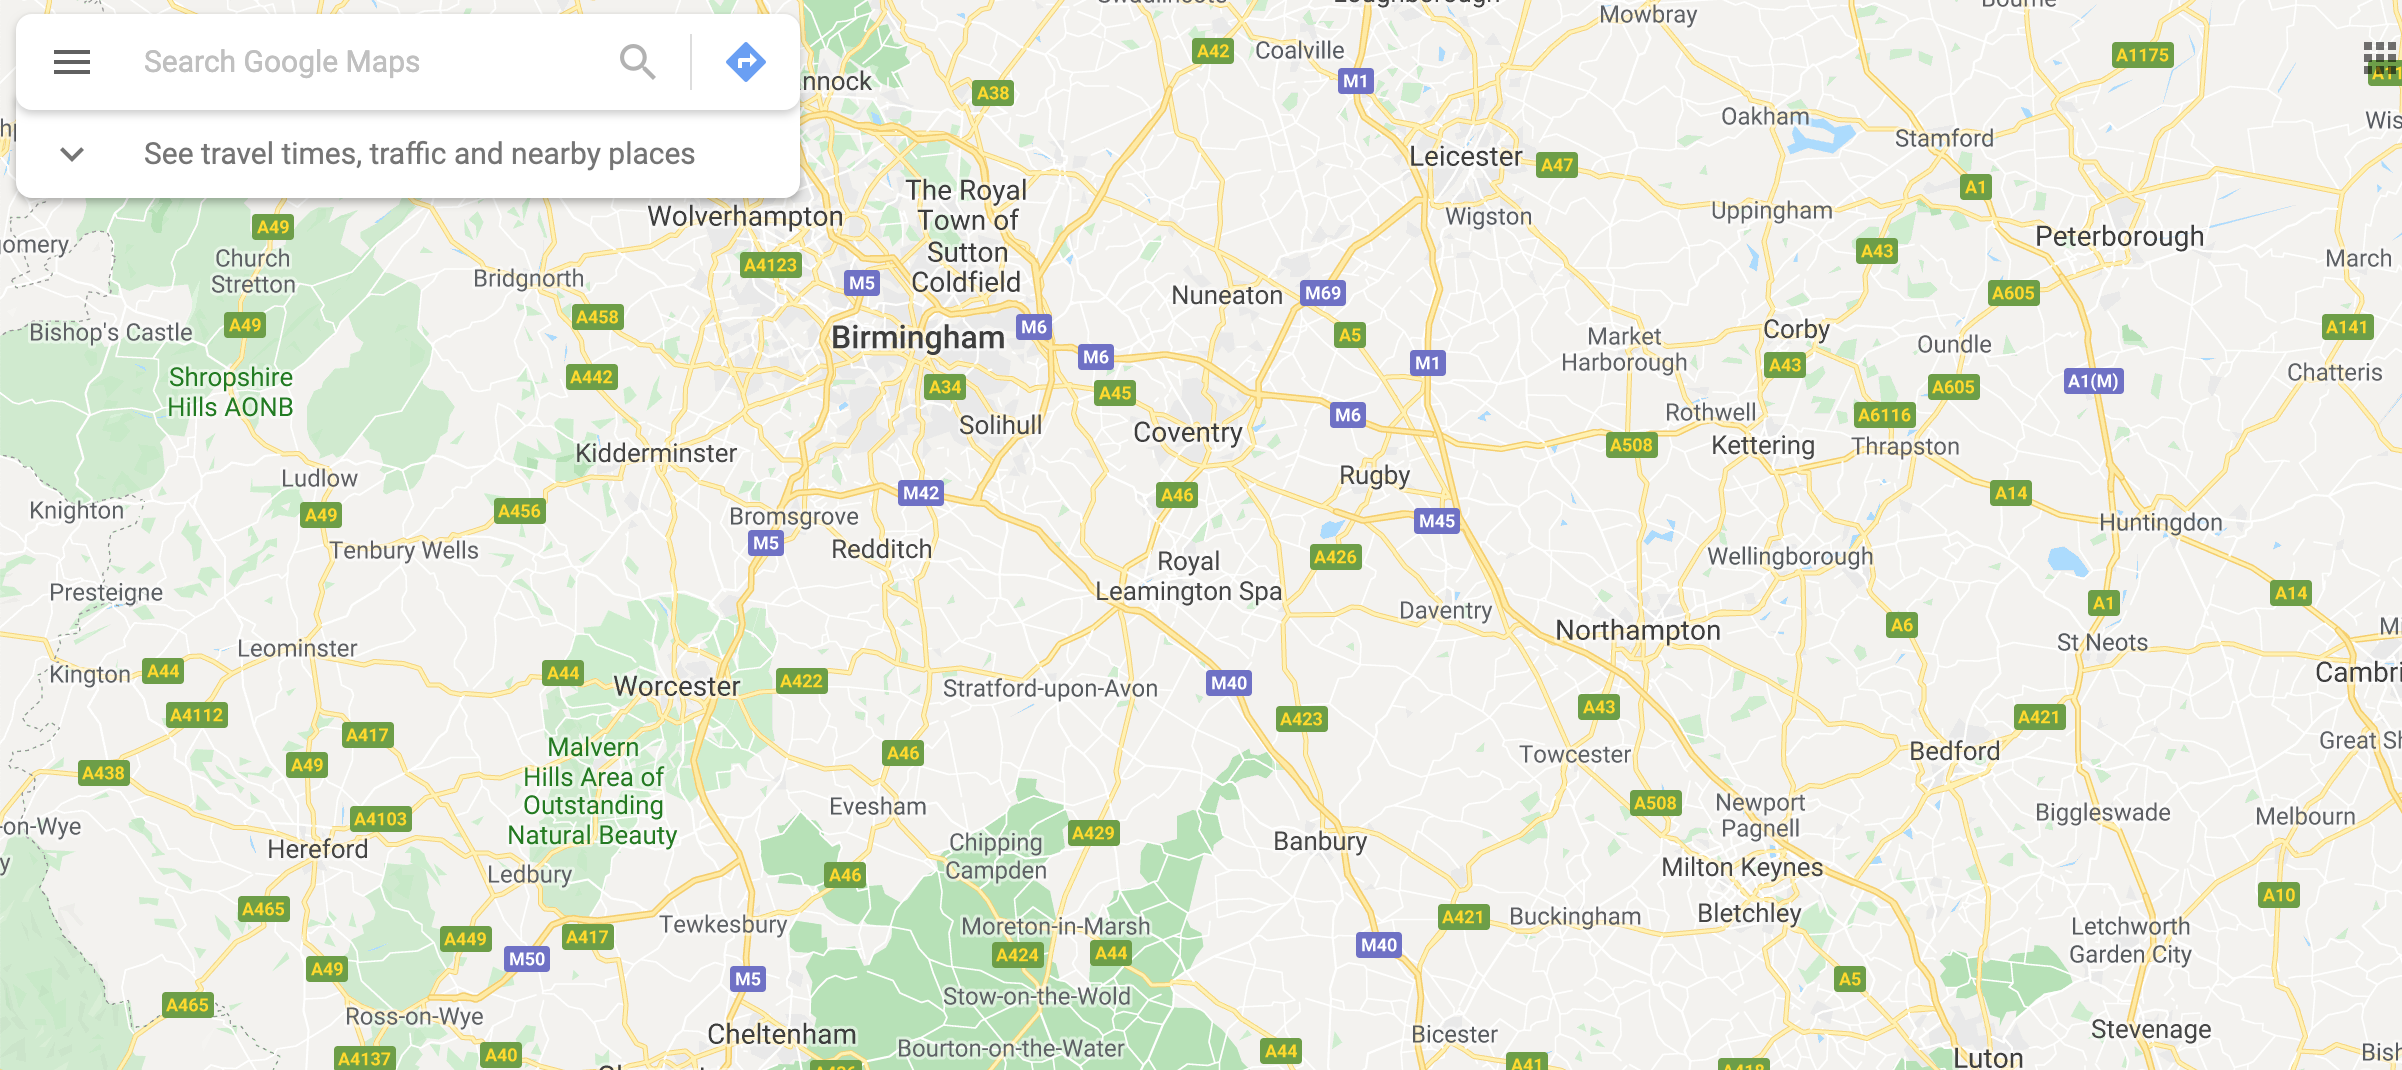 Search Google Maps
See travel times, traffic and nearby places
A42
Coalville
Mowbray
A1175
M1
A38
Oakham
Stamford
Leicester
A47
A1
The Royal
Town of
Sutton
Coldfield
Wolverhampton
Wigston
Uppingham
Peterborough
A49
Church
Stretton
A4123
M5
A43
March
Bridgnorth
Nuneaton
M69
A605
A458
Bishop's Castle
A49
Birmingham
M6
A5
Market
Harborough
Corby
Oundle
A141
M6
M1
A43
Chatteris
Shropshire
Hills AONB
A442
A34
A45
A605
A1(M)
Solihull
Coventry
M6
Rothwell
A6116
A508
Kettering
Thrapston
Kidderminster
Rugby
Ludlow
M42
A46
A14
Knighton
A49
A456
Bromsgrove
M45
Huntingdon
M5
Redditch
Tenbury Wells
A426
Wellingborough
Royal
Leamington Spa
Presteigne
A14
A1
Daventry
Northampton
A6
St Neots
Leominster
Kington
A44
A44
Worcester
A422
Stratford-upon-Avon
M40
A4112
A423
A43
A421
A417
Malvern
Hills Area of
Outstanding
Natural Beauty
A49
A438
A46
Towcester
Bedford
Evesham
A4103
A508
Newport
Pagnell
Biggleswade
Melbourn
-on-Wye
Hereford
Chipping
Campden
A429
Banbury
Milton Keynes
Ledbury
A46
A465
A10
Tewkesbury
Moreton-in-Marsh
A421
Buckingham
Bletchley
Letchworth
Garden City
A449
A417
M50
A424
A44
M40
A49
M5
A5
A465
Stow-on-the-Wold
Ross-on-Wye
Cheltenham
Bicester
Stevenage
A4137
A40
Bourton-on-the-Water
A44
A41
Luton